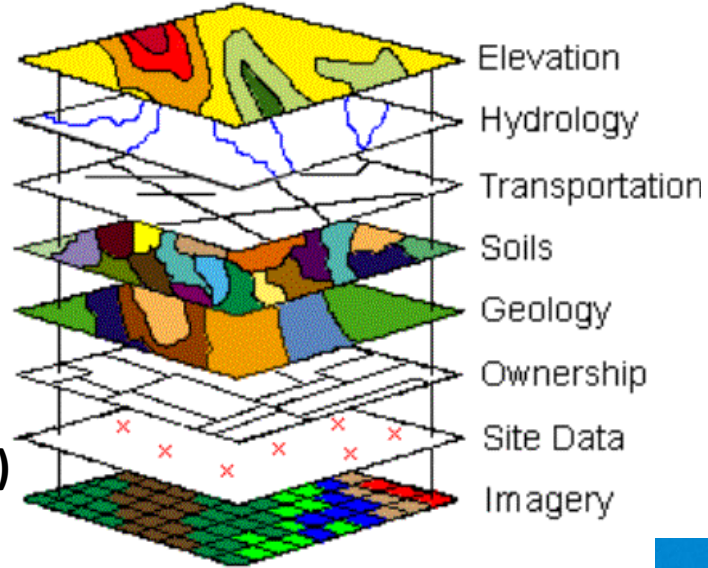 Elevation
Hydrology
Transportation
Soils
Geology
Ownership
Site Data
)
Imagery